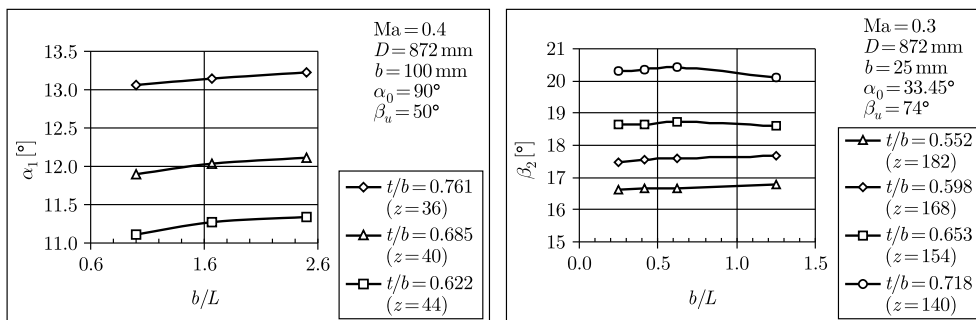 Ma=0.4
D=872 mm
b=100 mm
α₀=90°
βᵤ=50°
13.5
13.0
12.5
12.0
11.5
11.0
α₁ [°]
0.6 1.6 2.6
b/L
t/b=0.761
(z=36)
t/b=0.685
(z=40)
t/b=0.622
(z=44)
Ma=0.3
D=872 mm
b=25 mm
α₀=33.45°
βᵤ=74°
21
20
19
18
17
16
15
β₂ [°]
0.0 0.5 1.0 1.5
b/L
t/b=0.552
(z=182)
t/b=0.598
(z=168)
t/b=0.653
(z=154)
t/b=0.718
(z=140)